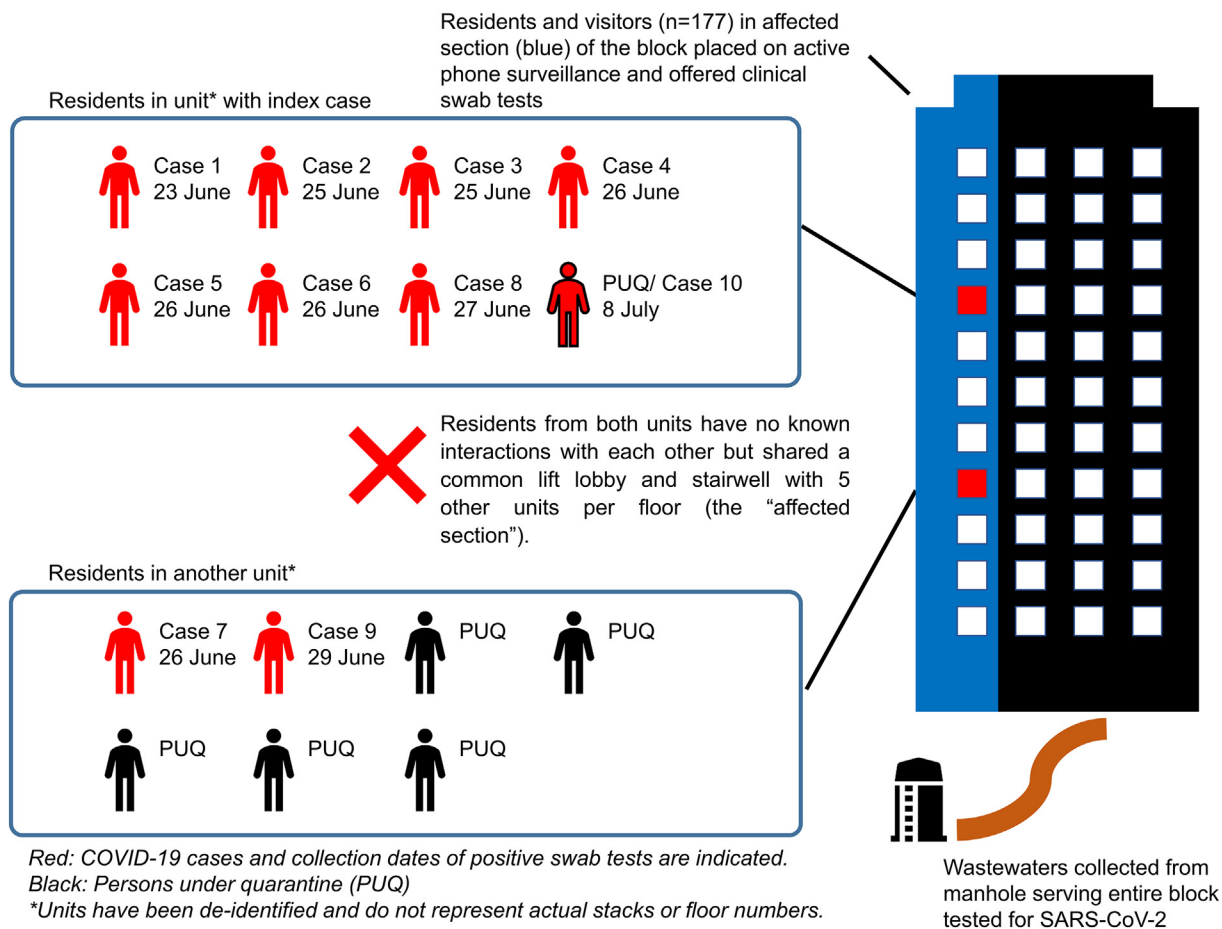 Residents and visitors (n=177) in affected
section (blue) of the block placed on active
phone surveillance and offered clinical
swab tests
Residents in unit* with index case
Case 1
23 June
Case 2
25 June
Case 3
25 June
Case 4
26 June
Case 5
26 June
Case 6
26 June
Case 8
27 June
PUQ/ Case 10
8 July
Residents from both units have no known
interactions with each other but shared a
common lift lobby and stairwell with 5
other units per floor (the “affected
section”).
Residents in another unit*
Case 7
26 June
Case 9
29 June
PUQ
PUQ
PUQ
PUQ
PUQ
Red: COVID-19 cases and collection dates of positive swab tests are indicated.
Black: Persons under quarantine (PUQ)
*Units have been de-identified and do not represent actual stacks or floor numbers.
Wastewaters collected from
manhole serving entire block
tested for SARS-CoV-2